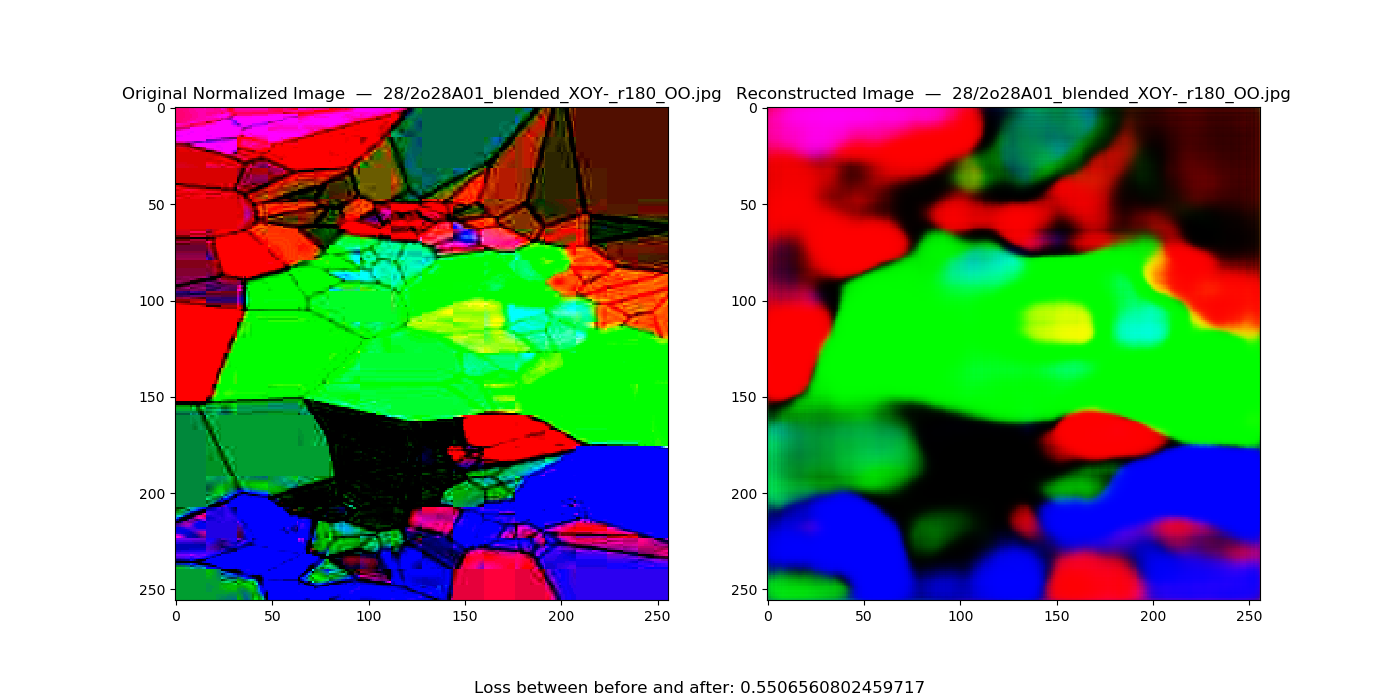 Original Normalized Image — 28/2o28A01_blended_XOY-_r180_OO.jpg
Reconstructed Image — 28/2o28A01_blended_XOY-_r180_OO.jpg
0
50
100
150
200
250
0 50 100 150 200 250
0
50
100
150
200
250
0 50 100 150 200 250
Loss between before and after: 0.5506560802459717